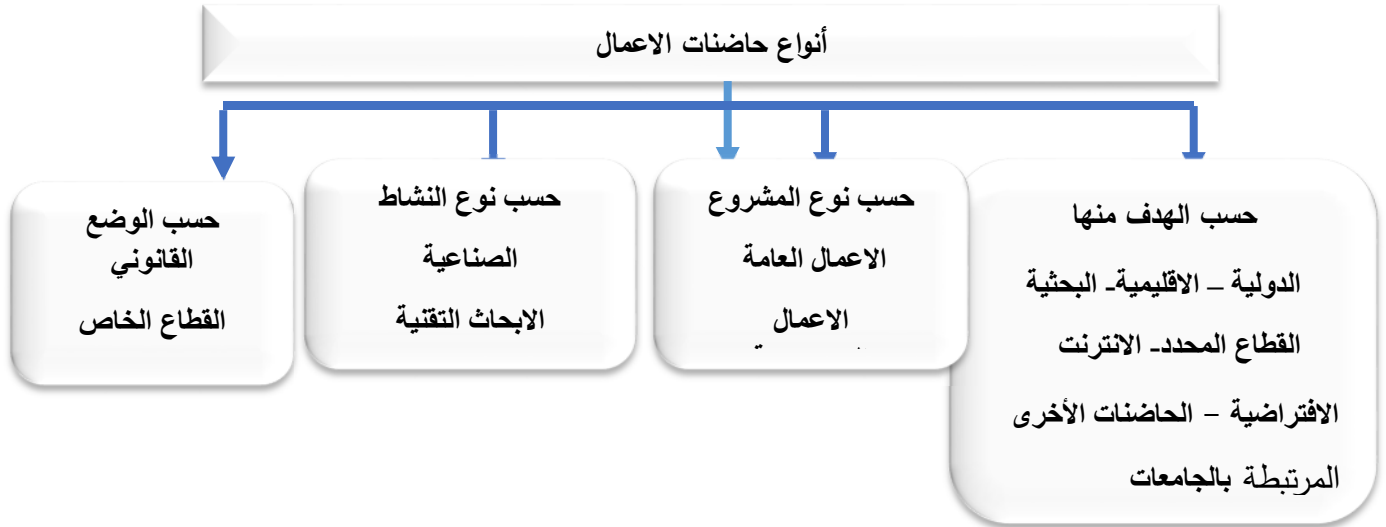 أنواع حاضنات الاعمال
حسب الهدف منها
الدولية – الاقليمية- البحثية
القطاع المحدد- الانترنت
الافتراضية – الحاضنات الأخرى
المرتبطة بالجامعات
حسب نوع المشروع
الاعمال العامة
الاعمال
حسب نوع النشاط
الصناعية
الابحاث التقنية
حسب الوضع
القانوني
القطاع الخاص